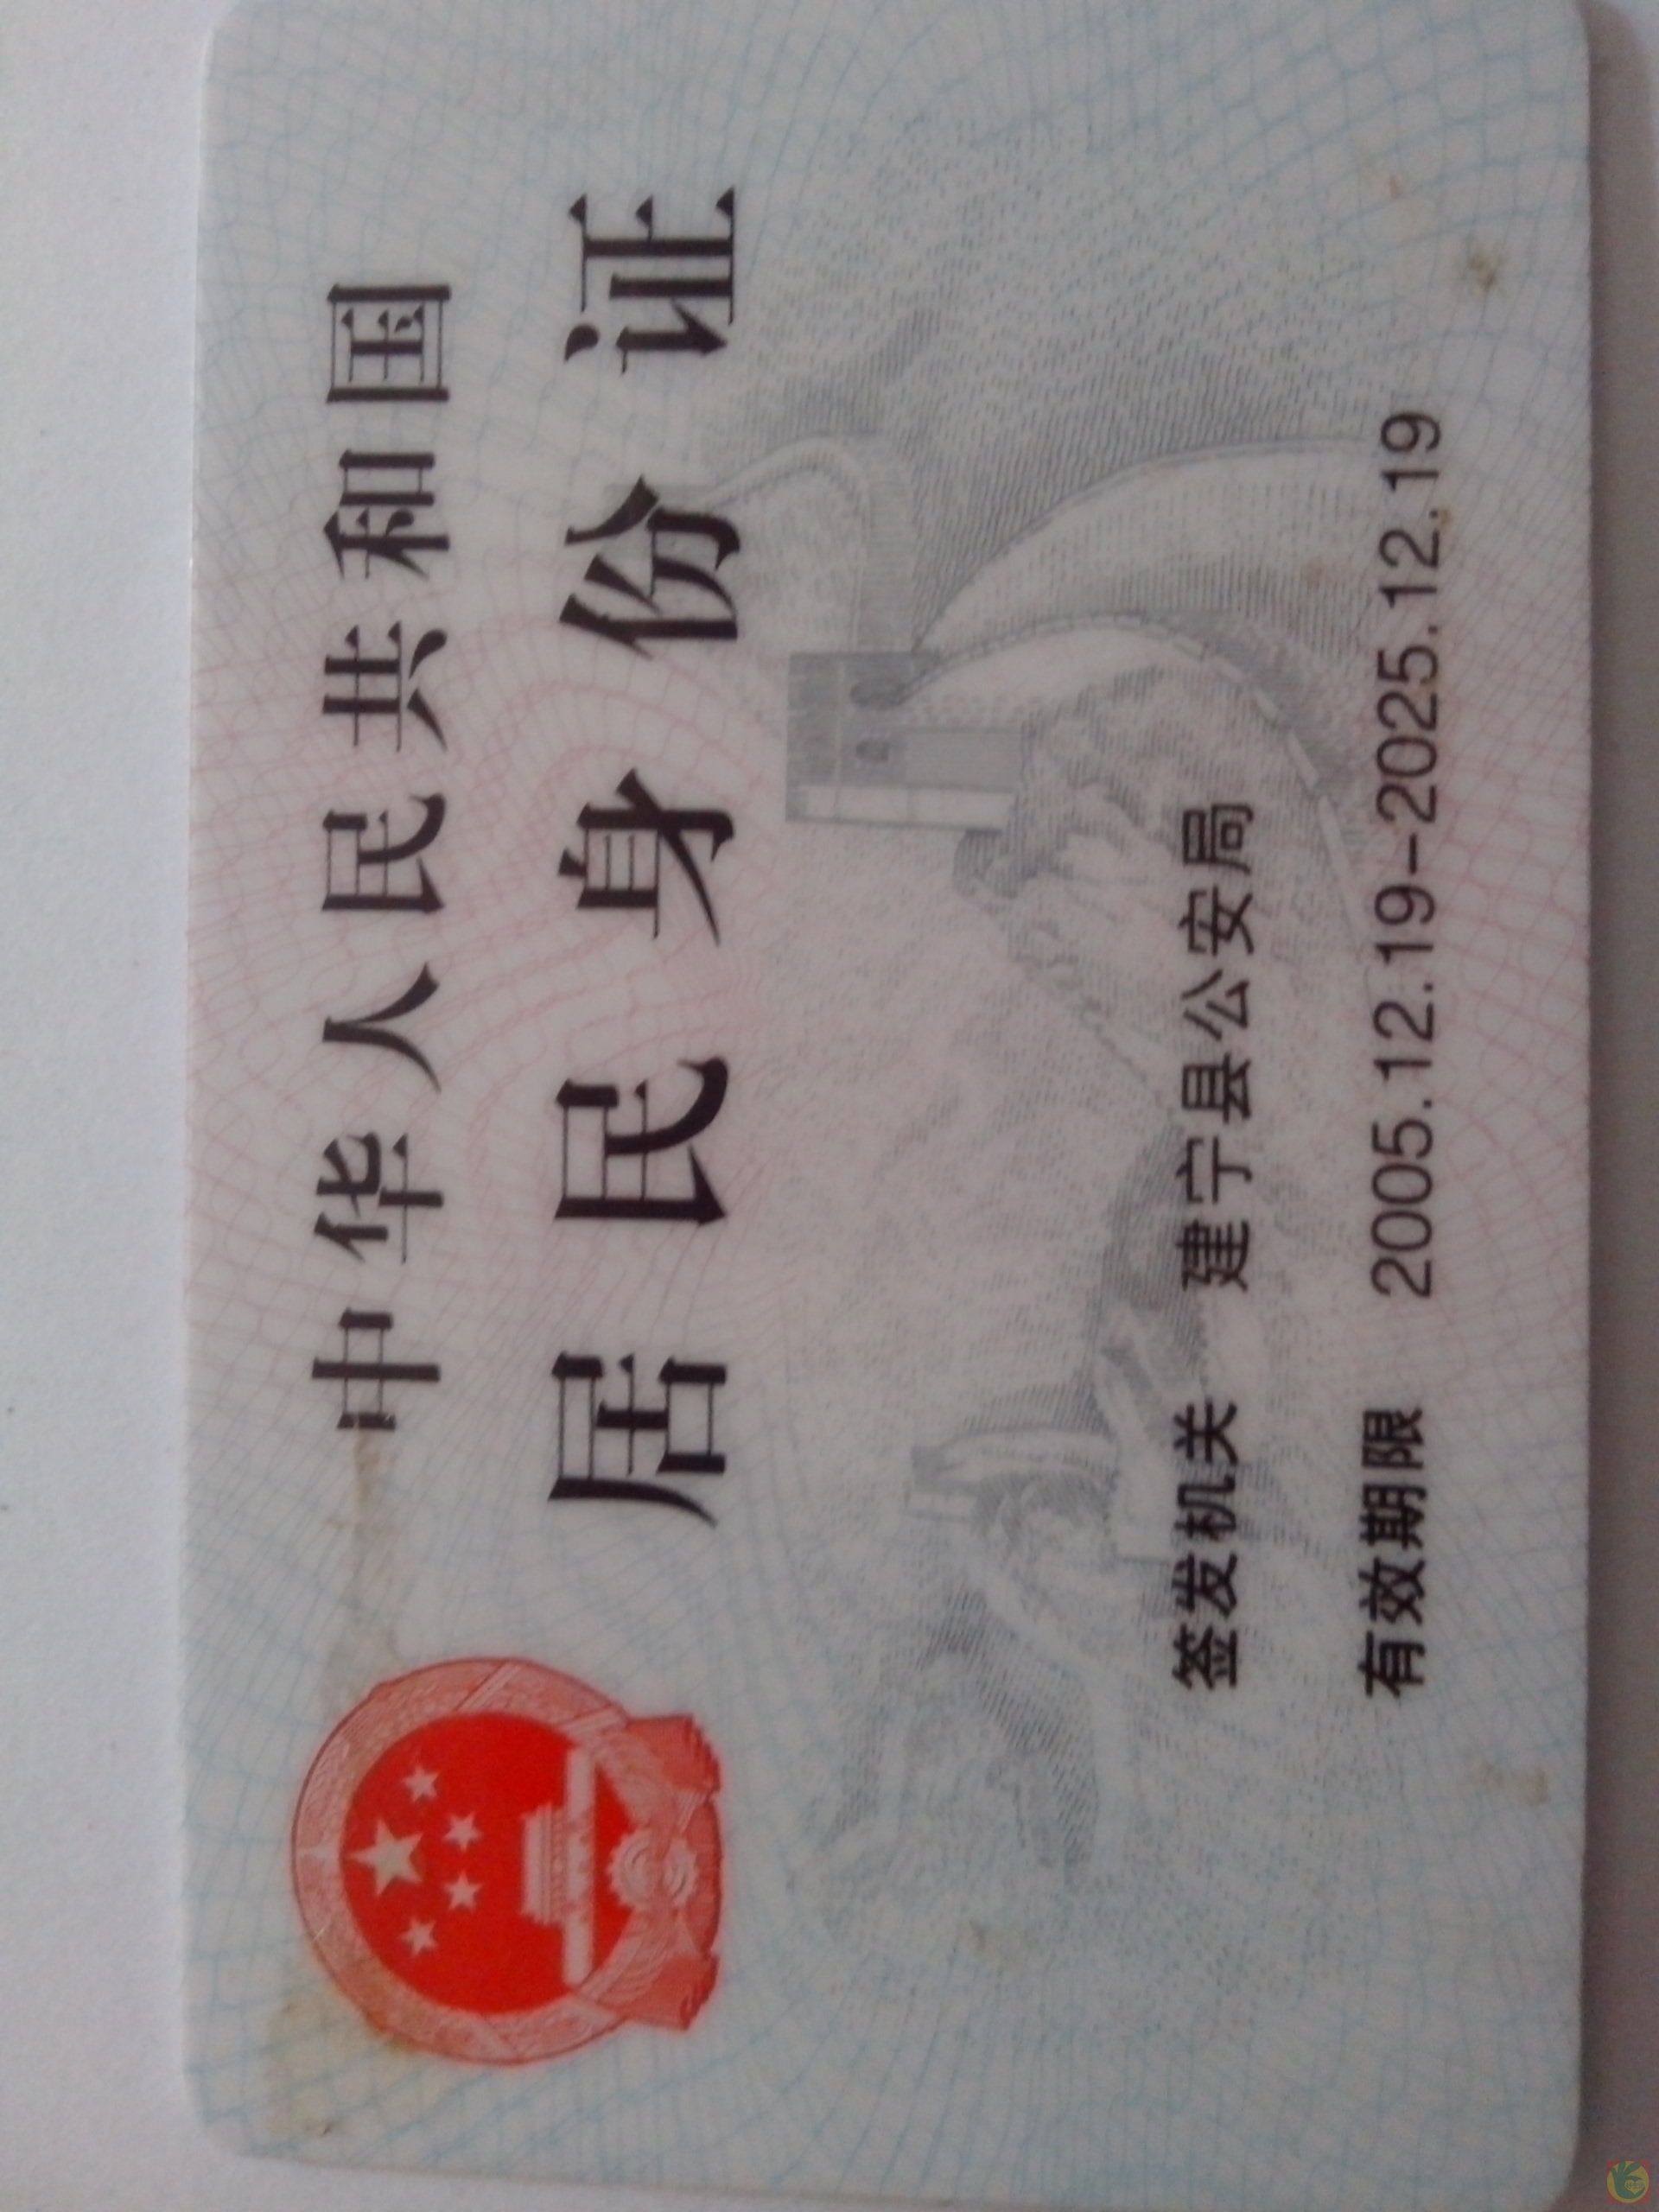 中华人民共和国
居民身份证
签发机关 建宁县公安局
有效期限 2005.12.19-2025.12.19